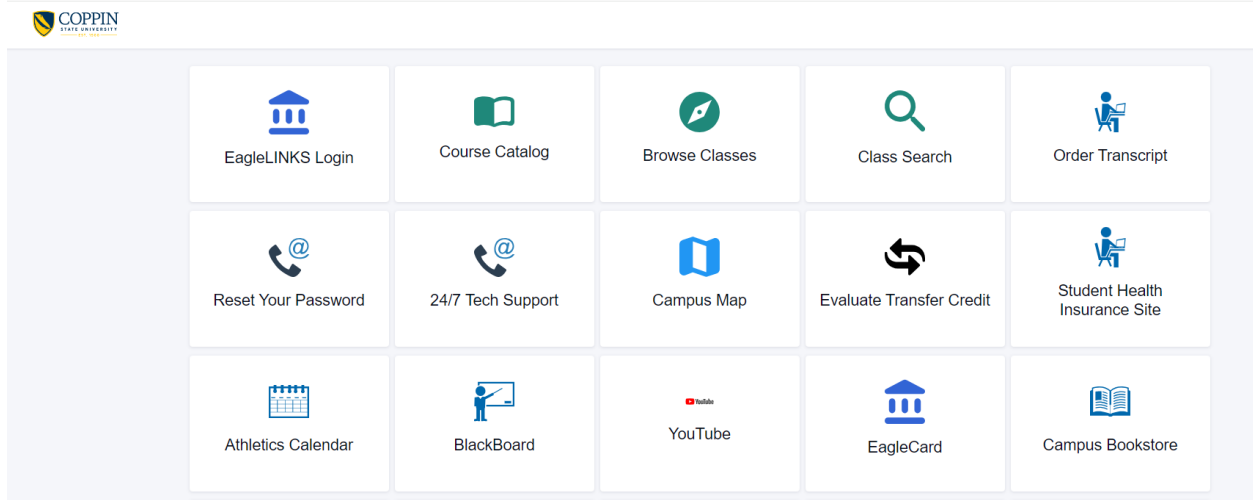 COPPIN
STATE UNIVERSITY
EagleLINKS Login
Course Catalog
Browse Classes
Class Search
Order Transcript
@
@
Reset Your Password
24/7 Tech Support
Campus Map
Evaluate Transfer Credit
Student Health
Insurance Site
Athletics Calendar
BlackBoard
YouTube
YouTube
EagleCard
Campus Bookstore